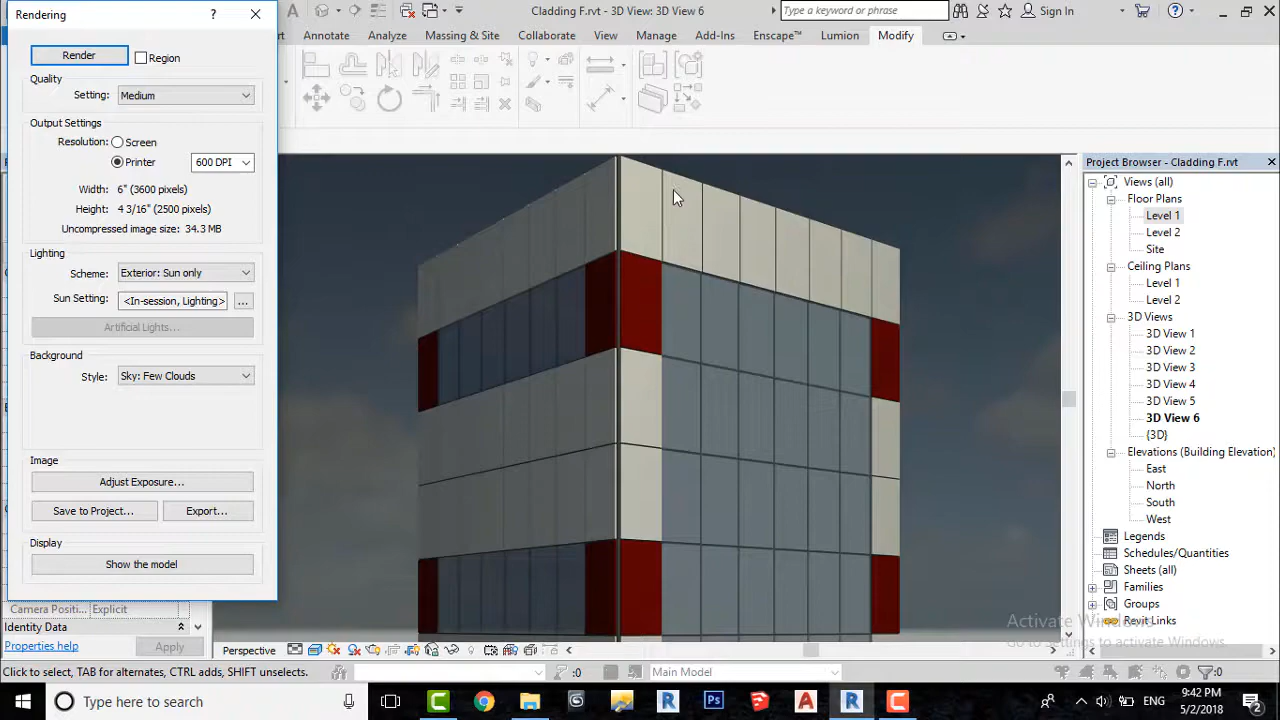 Rendering ? ×
Cladding F.rvt - 3D View: 3D View 6
Type a keyword or phrase
Sign In
Annotate Analyze Massing & Site Collaborate View Manage Add-Ins Enscape™ Lumion Modify
Render
Region
Quality
Setting: Medium
Output Settings
Resolution: Screen
Printer 600 DPI
Width: 6" (3600 pixels)
Height: 4 3/16" (2500 pixels)
Uncompressed image size: 34.3 MB
Lighting
Scheme: Exterior: Sun only
Sun Setting: <In-session, Lighting> ...
Artificial Lights...
Background
Style: Sky: Few Clouds
Image
Adjust Exposure...
Save to Project... Export...
Display
Show the model
Camera Positi... Explicit
Identity Data
Properties help Apply
Project Browser - Cladding F.rvt
Views (all)
Floor Plans
Level 1
Level 2
Site
Ceiling Plans
Level 1
Level 2
3D Views
3D View 1
3D View 2
3D View 3
3D View 4
3D View 5
3D View 6
{3D}
Elevations (Building Elevation)
East
North
South
West
Legends
Schedules/Quantities
Sheets (all)
Families
Groups
Revit Links
Activate Windows
Go to Settings to activate Windows.
Perspective
Click to select, TAB for alternates, CTRL adds, SHIFT unselects.
:0
Main Model
:0
Type here to search
ENG
9:42 PM
5/2/2018
2